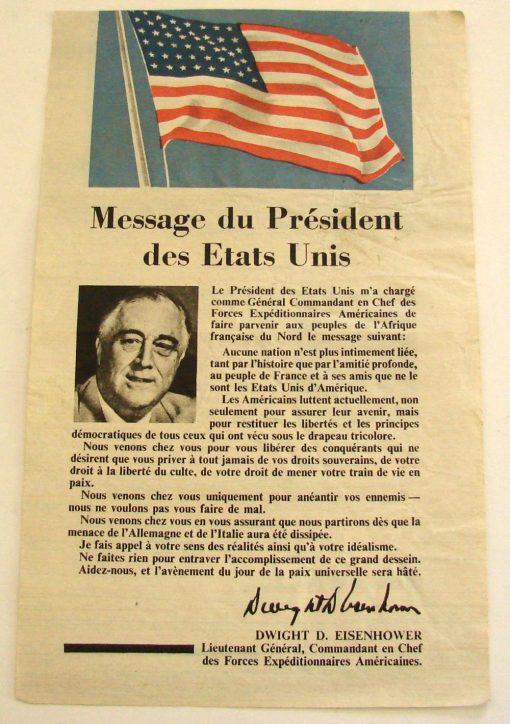 Message du Président
des Etats Unis
Le Président des Etats Unis m'a chargé
comme Général Commandant en Chef des
Forces Expéditionnaires Américaines de
faire parvenir aux peuples de l'Afrique
française du Nord le message suivant:
Aucune nation n'est plus intimement liée,
tant par l'histoire que par l'amitié profonde,
au peuple de France et à ses amis que ne le
sont les Etats Unis d'Amérique.
Les Américains luttent actuellement, non
seulement pour assurer leur avenir, mais
pour restituer les libertés et les principes
démocratiques de tous ceux qui ont vécu sous le drapeau tricolore.
Nous venons chez vous pour vous libérer des conquérants qui ne
désirent que vous priver à tout jamais de vos droits souverains, de votre
droit à la liberté du culte, de votre droit de mener votre train de vie en
paix.
Nous venons chez vous uniquement pour anéantir vos ennemis —
nous ne voulons pas vous faire de mal.
Nous venons chez vous en vous assurant que nous partirons dès que la
menace de l'Allemagne et de l'Italie aura été dissipée.
Je fais appel à votre sens des réalités ainsi qu'à votre idéalisme.
Ne faites rien pour entraver l'accomplissement de ce grand dessein.
Aidez-nous, et l'avènement du jour de la paix universelle sera hâté.
Dwight D Eisenhower
DWIGHT D. EISENHOWER
Lieutenant Général, Commandant en Chef
des Forces Expéditionnaires Américaines.